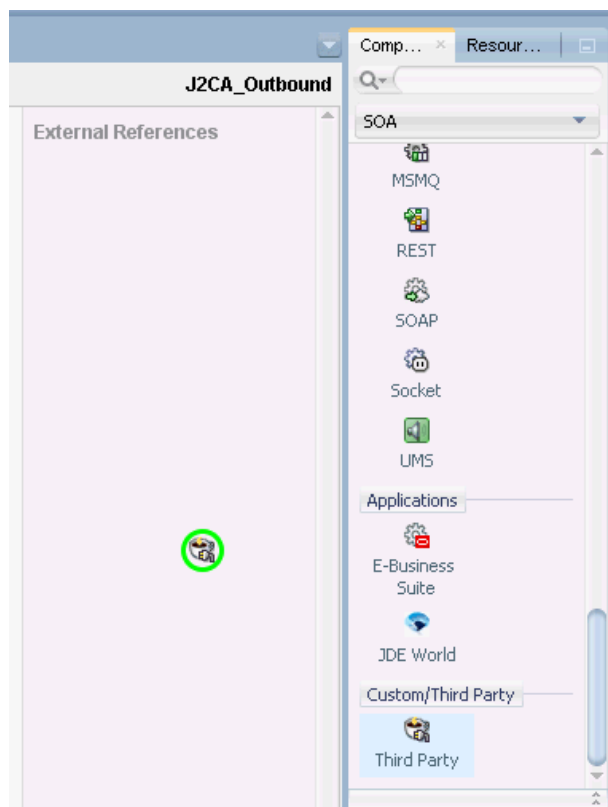 Comp...
Resour...
J2CA_Outbound
External References
SOA
MSMQ
REST
SOAP
Socket
UMS
Applications
E-Business
Suite
JDE World
Custom/Third Party
Third Party